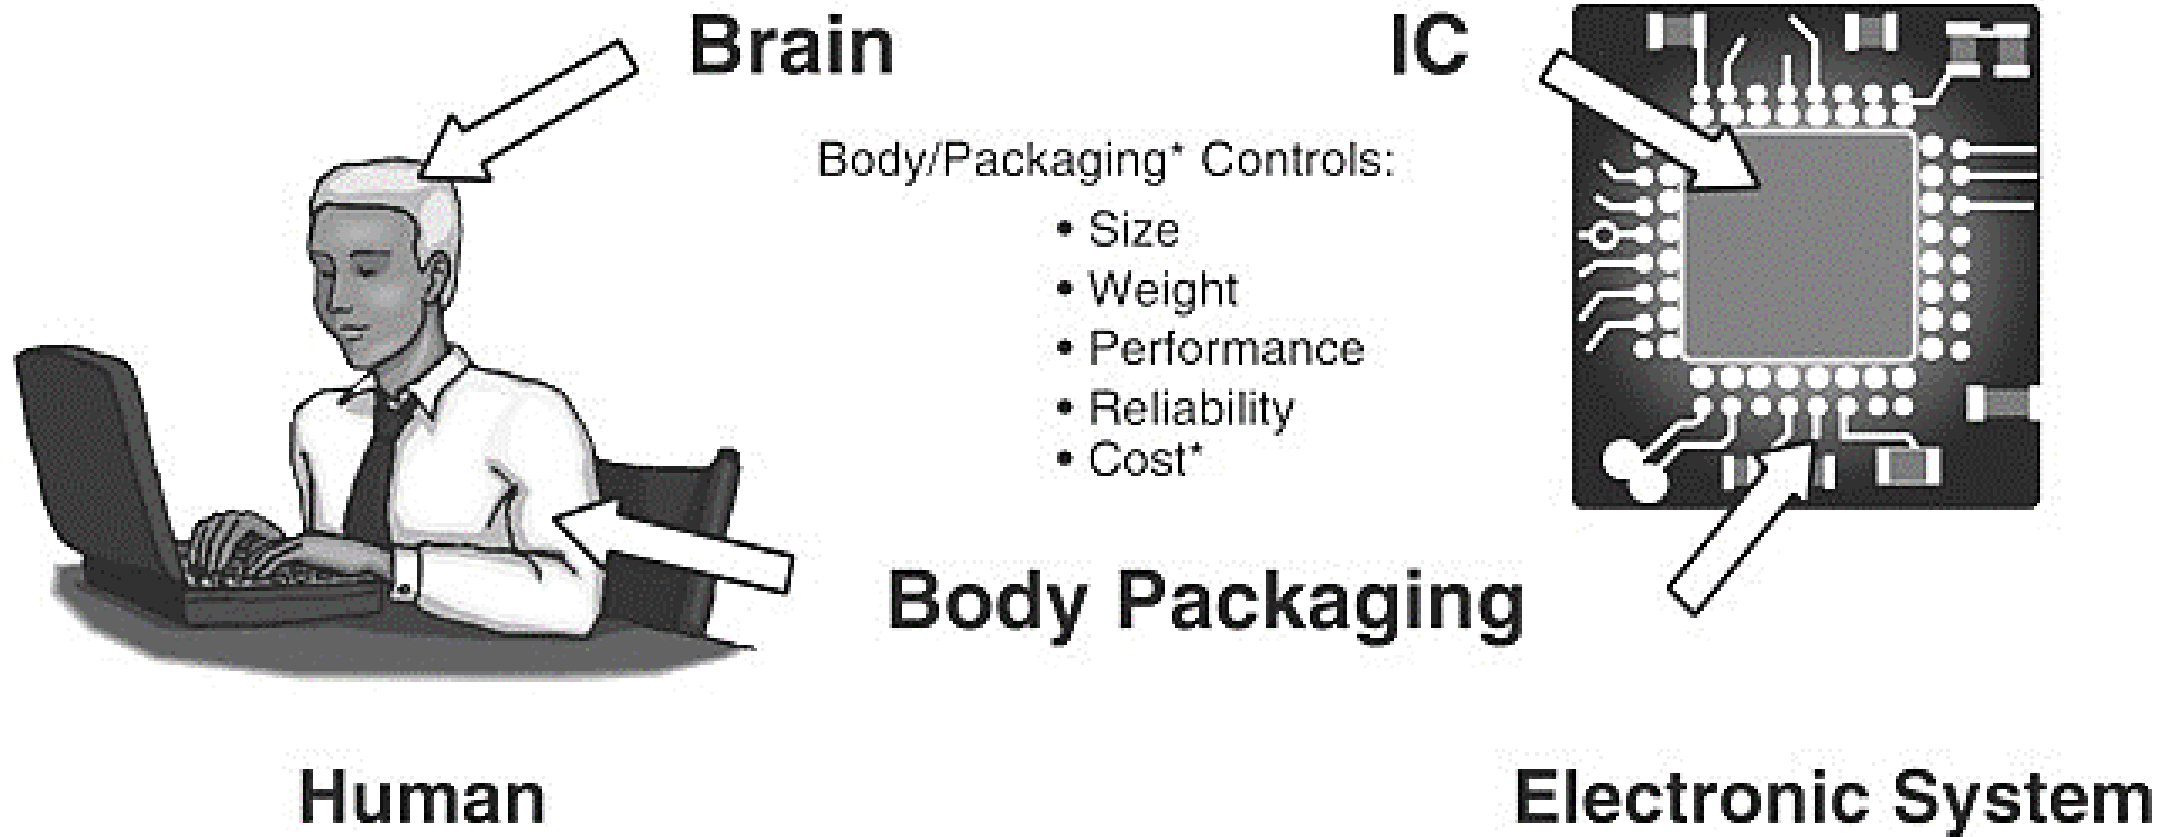 Brain
IC
Body/Packaging* Controls:
• Size
• Weight
• Performance
• Reliability
• Cost*
Body Packaging
Human
Electronic System